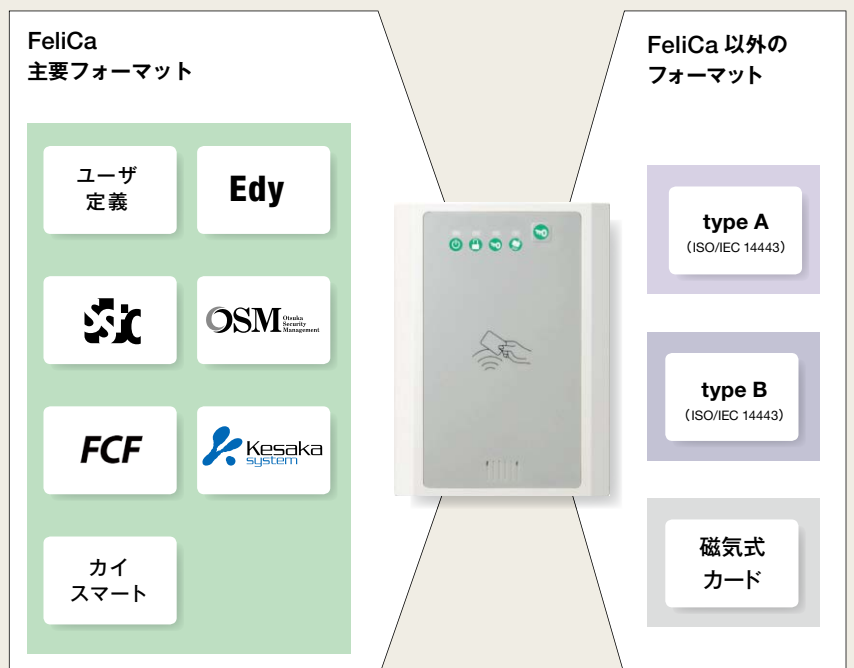 FeliCa
主要フォーマット
ユーザ
定義
Edy
SSFC
OSM
Otsuka
Security
Management
FCF
Kesaka
system
カイ
スマート
FeliCa 以外の
フォーマット
type A
（ISO/IEC 14443）
type B
（ISO/IEC 14443）
磁気式
カード